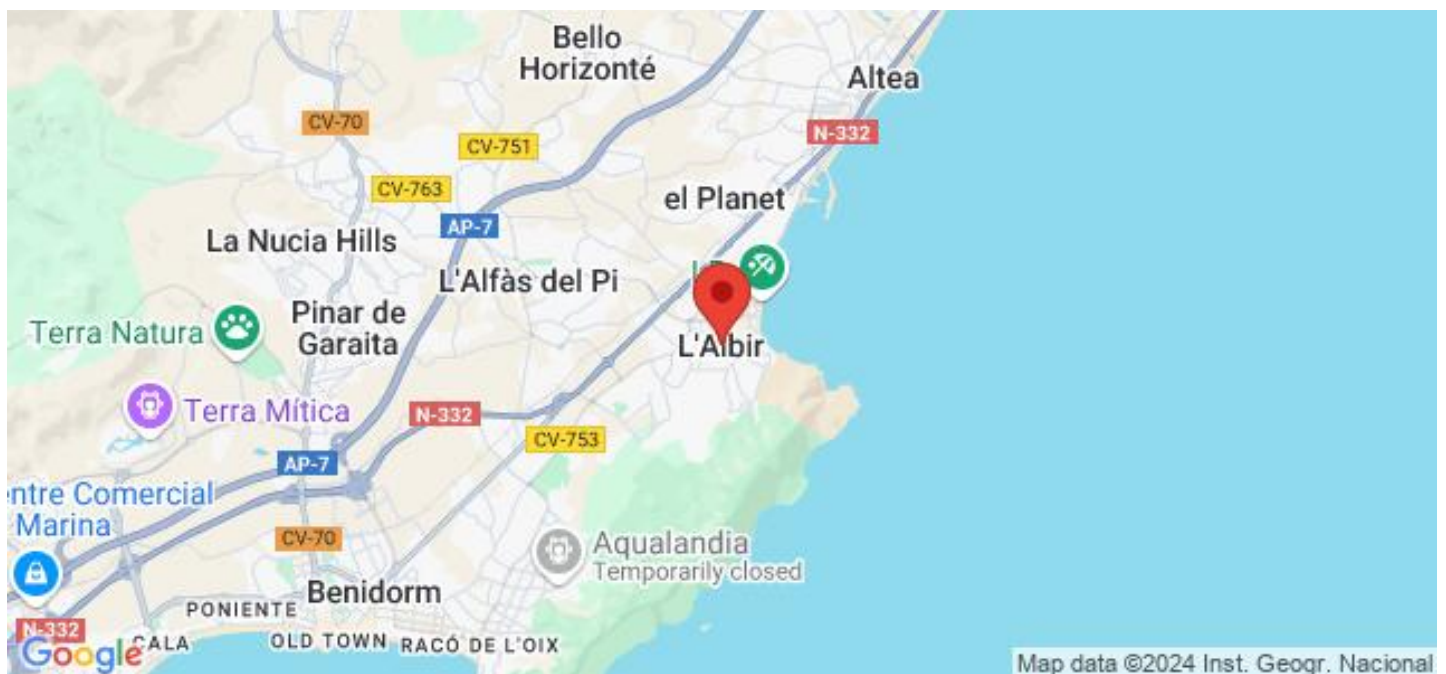 Bello
Horizonté
Altea
CV-70
N-332
CV-751
CV-763
el Planet
AP-7
La Nucia Hills
L'Alfàs del Pi
Pinar de
Garaita
Terra Natura
L'Albir
Terra Mítica
N-332
CV-753
AP-7
entre Comercial
Marina
CV-70
Aqualandia
Temporarily closed
Benidorm
PONIENTE
N-332
CALA
OLD TOWN
RACÓ DE L'OIX
Google
Map data ©2024 Inst. Geogr. Nacional